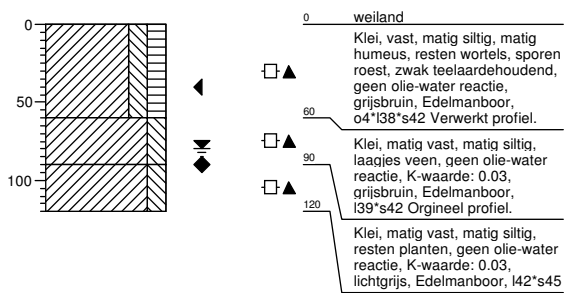 0
50
100
0
weiland
Klei, vast, matig siltig, matig
humeus, resten wortels, sporen
roest, zwak teelaardehoudend,
geen olie-water reactie,
grijsbruin, Edelmanboor,
o4*l38*s42 Verwerkt profiel.
60
Klei, matig vast, matig siltig,
laagjes veen, geen olie-water
reactie, K-waarde: 0.03,
grijsbruin, Edelmanboor,
l39*s42 Orgineel profiel.
90
Klei, matig vast, matig siltig,
resten planten, geen olie-water
reactie, K-waarde: 0.03,
lichtgrijs, Edelmanboor, l42*s45
120